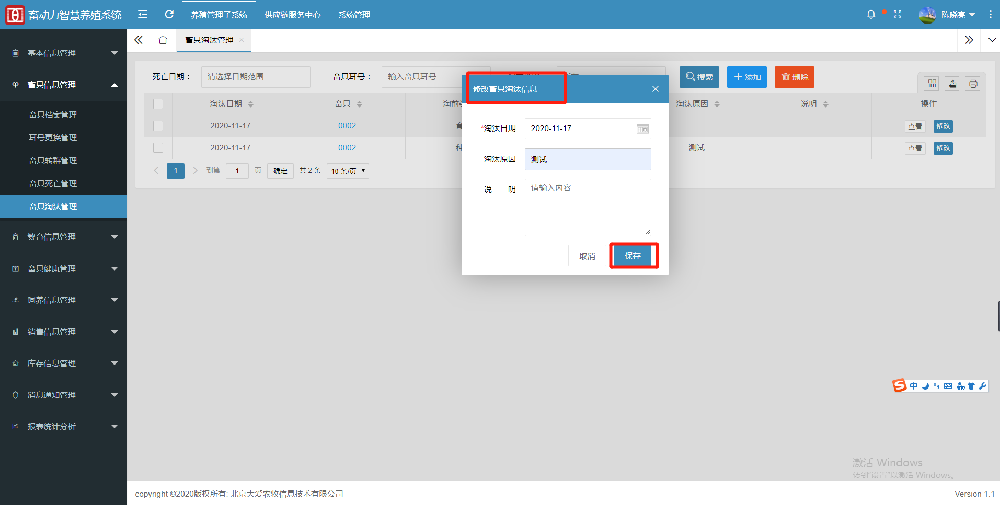 畜动力智慧养殖系统
养殖管理子系统
供应链服务中心
系统管理
陈晓亮
基本信息管理
畜只信息管理
畜只档案管理
耳号更换管理
畜只转群管理
畜只死亡管理
畜只淘汰管理
繁育信息管理
畜只健康管理
饲养信息管理
销售信息管理
库存信息管理
消息通知管理
报表统计分析
畜只淘汰管理
死亡日期：
请选择日期范围
畜只耳号：
输入畜只耳号
搜索
添加
删除
淘汰日期
畜只
淘前
淘汰原因
说明
操作
2020-11-17
0002
育
查看
修改
2020-11-17
0002
种
测试
查看
修改
1
到第
1
页
确定
共 2 条
10 条/页
修改畜只淘汰信息
*淘汰日期
2020-11-17
淘汰原因
测试
说 明
请输入内容
取消
保存
中
激活 Windows
转到"设置"以激活 Windows。
copyright ©2020版权所有: 北京大爱农牧信息技术有限公司
Version 1.1